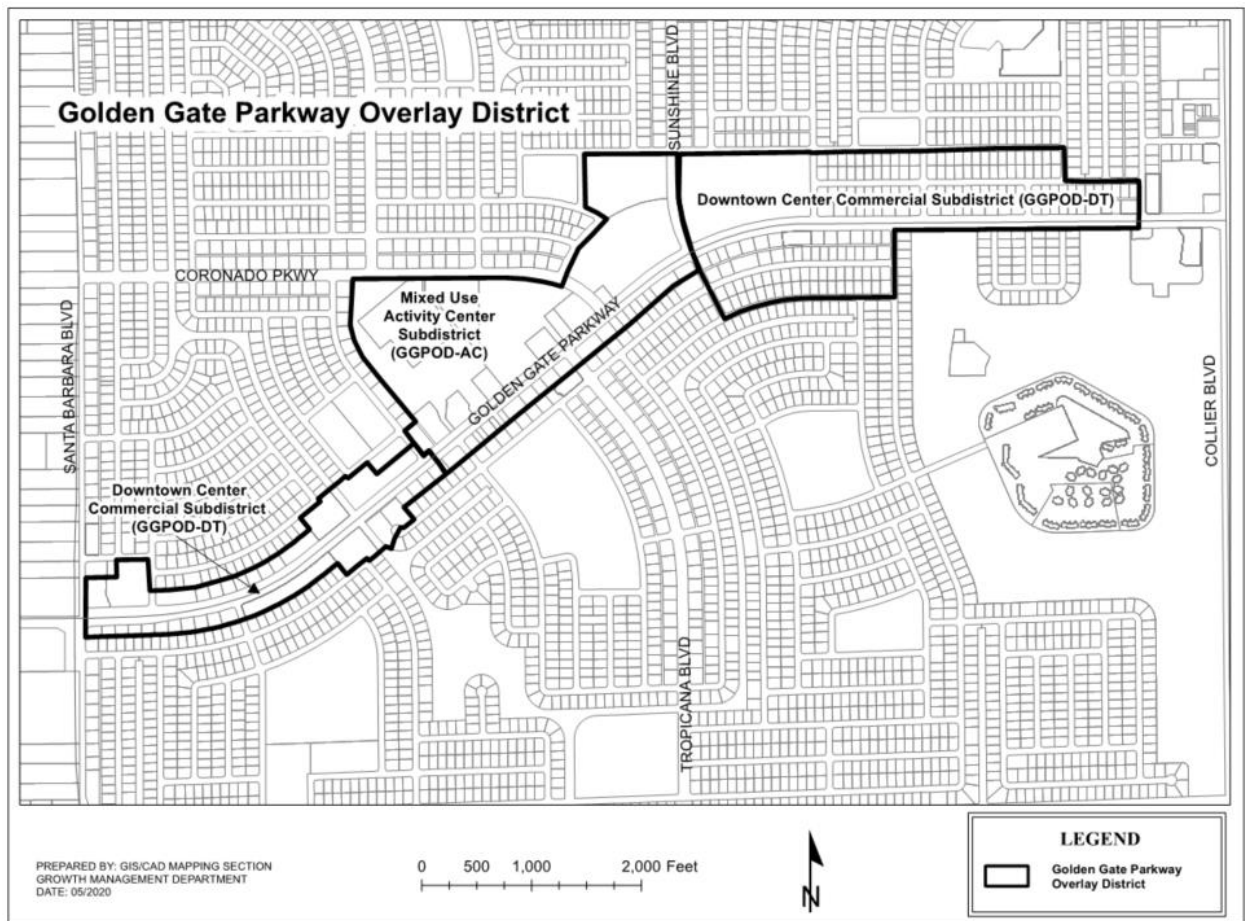 Golden Gate Parkway Overlay District
SUNSHINE BLVD
Downtown Center Commercial Subdistrict (GGPOD-DT)
CORONADO PKWY
Mixed Use
Activity Center
Subdistrict
(GGPOD-AC)
GOLDEN GATE PARKWAY
SANTA BARBARA BLVD
COLLIER BLVD
Downtown Center
Commercial Subdistrict
(GGPOD-DT)
TROPICANA BLVD
PREPARED BY: GIS/CAD MAPPING SECTION
GROWTH MANAGEMENT DEPARTMENT
DATE: 05/2020
0 500 1,000 2,000 Feet
N
LEGEND
Golden Gate Parkway
Overlay District